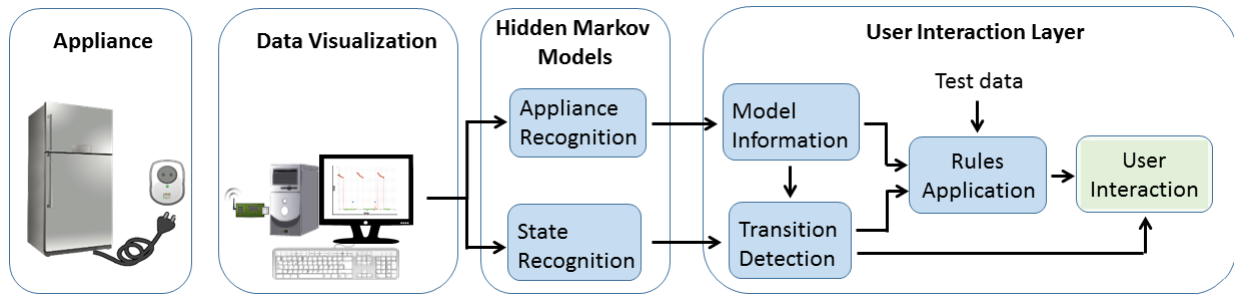 Appliance
Data Visualization
Hidden Markov
Models
Appliance
Recognition
State
Recognition
User Interaction Layer
Test data
Model
Information
Transition
Detection
Rules
Application
User
Interaction